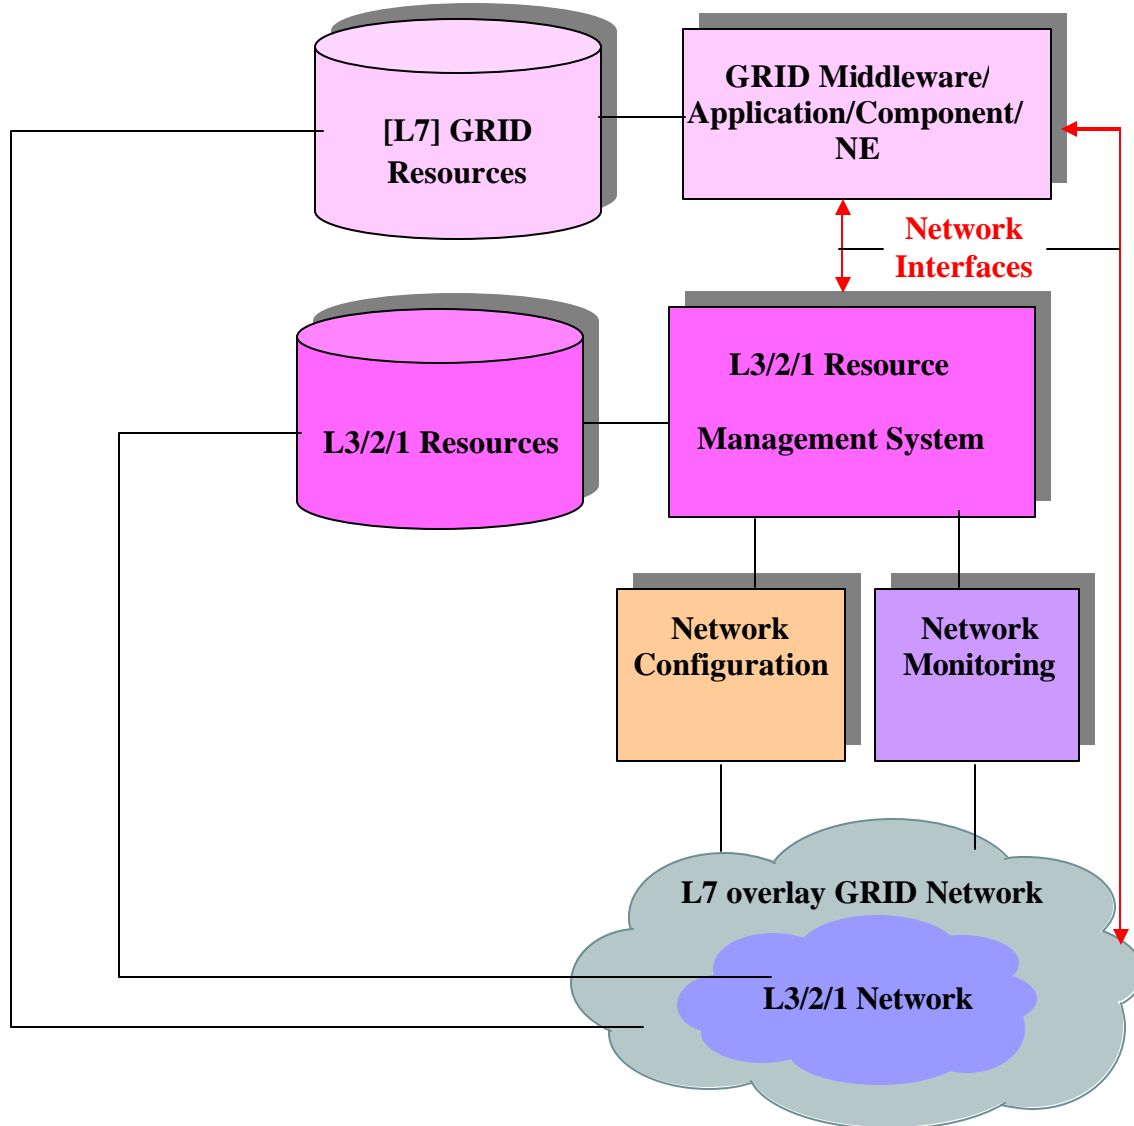 [L7] GRID
Resources
GRID Middleware/
Application/Component/
NE
Network
Interfaces
L3/2/1 Resources
L3/2/1 Resource
Management System
Network
Configuration
Network
Monitoring
L7 overlay GRID Network
L3/2/1 Network